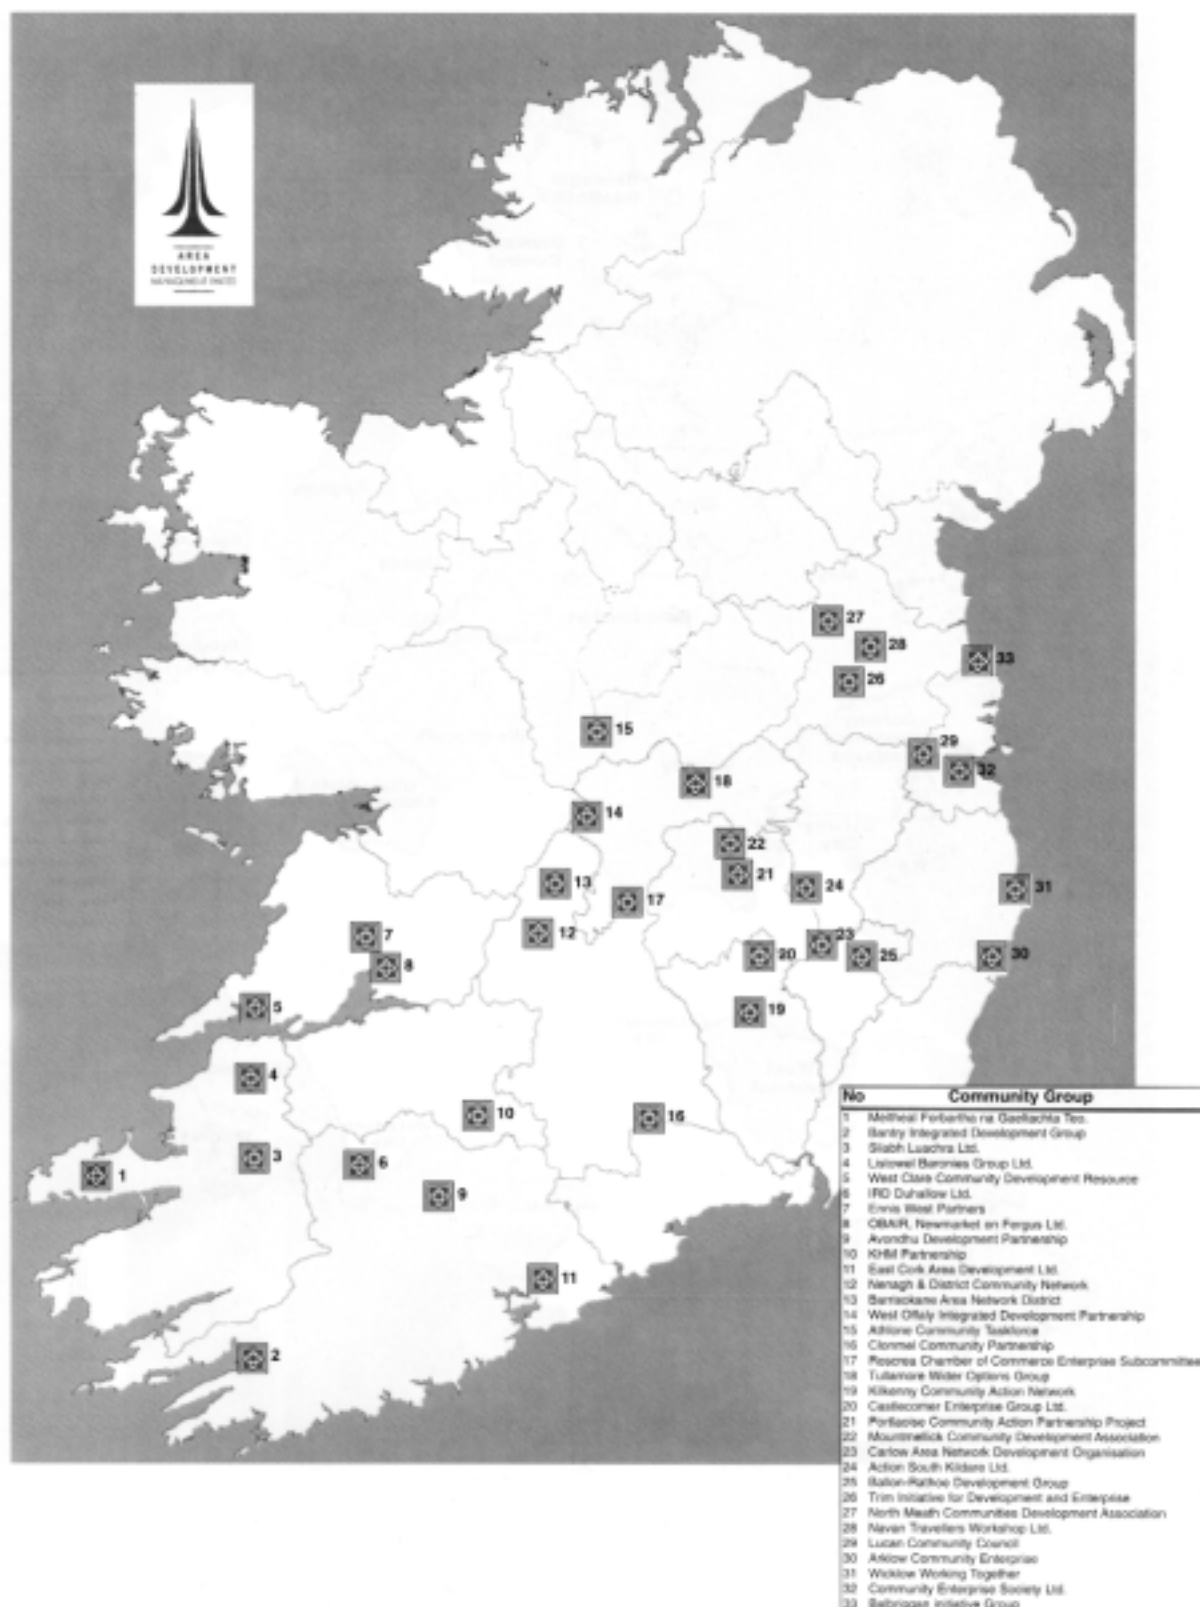 AREA
DEVELOPMENT
27
28
33
26
15
29
32
18
14
22
21
13
24
31
17
12
7
23
20
25
30
8
5
19
4
10
16
3
6
1
9
11
2
No Community Group
1 Meitheal Forbartha na Gaeltachta Teo.
2 Bantry Integrated Development Group
3 Sliabh Luachra Ltd.
4 Listowel Baronies Group Ltd.
5 West Clare Community Development Resource
6 IRD Duhallow Ltd.
7 Ennis West Partners
8 OBAIR, Newmarket on Fergus Ltd.
9 Avondhu Development Partnership
10 KHM Partnership
11 East Cork Area Development Ltd.
12 Nenagh & District Community Network
13 Borrisokane Area Network District
14 West Offaly Integrated Development Partnership
15 Athlone Community Taskforce
16 Clonmel Community Partnership
17 Roscrea Chamber of Commerce Enterprise Subcommittee
18 Tullamore Wider Options Group
19 Kilkenny Community Action Network
20 Castlecomer Enterprise Group Ltd.
21 Portlaoise Community Action Partnership Project
22 Mountmellick Community Development Association
23 Carlow Area Network Development Organisation
24 Action South Kildare Ltd.
25 Ballon-Rathoe Development Group
26 Trim Initiative for Development and Enterprise
27 North Meath Communities Development Association
28 Navan Travellers Workshop Ltd.
29 Lucan Community Council
30 Arklow Community Enterprise
31 Wicklow Working Together
32 Community Enterprise Society Ltd.
33 Balbriggan Initiative Group